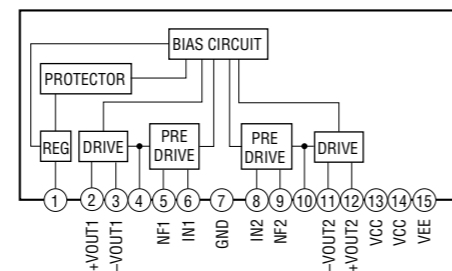 BIAS CIRCUIT
PROTECTOR
REG
DRIVE
PRE
DRIVE
PRE
DRIVE
DRIVE
1
2
3
4
5
6
7
8
9
10
11
12
13
14
15
+VOUT1
–VOUT1
NF1
IN1
GND
IN2
NF2
–VOUT2
+VOUT2
VCC
VCC
VEE